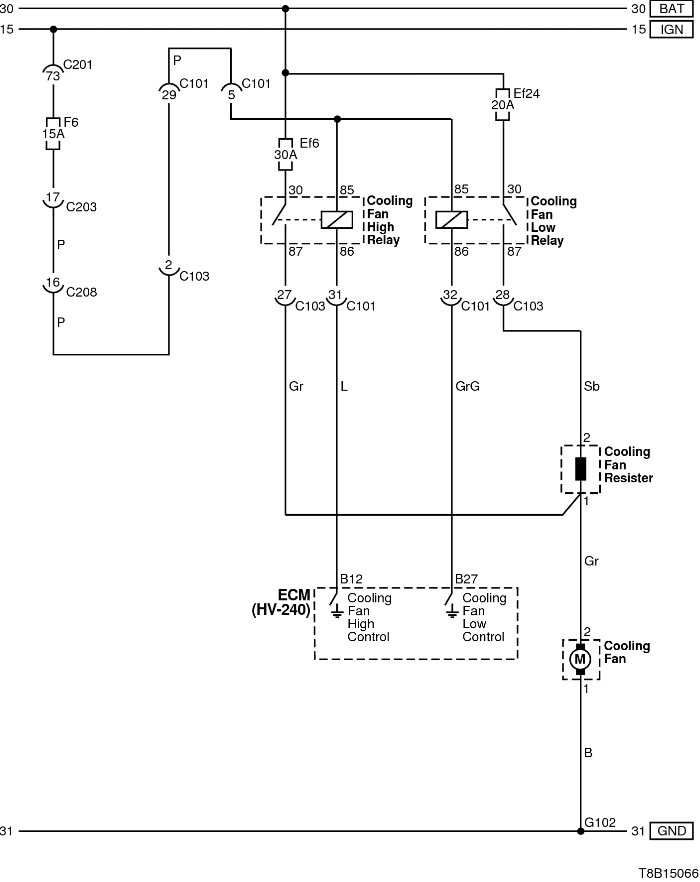 30
30
BAT
15
15
IGN
C201
73
P
C101
29
C101
5
Ef24
20A
F6
15A
Ef6
30A
30
85
85
30
Cooling
Fan
High
Relay
Cooling
Fan
Low
Relay
17
C203
87
86
86
87
P
2
C103
16
C208
27
C103
31
C101
32
C101
28
C103
P
Gr
L
GrG
Sb
2
Cooling
Fan
Resister
1
Gr
B12
B27
ECM
(HV-240)
Cooling
Fan
High
Control
Cooling
Fan
Low
Control
2
Cooling
Fan
M
1
B
G102
31
31
GND
T8B15066